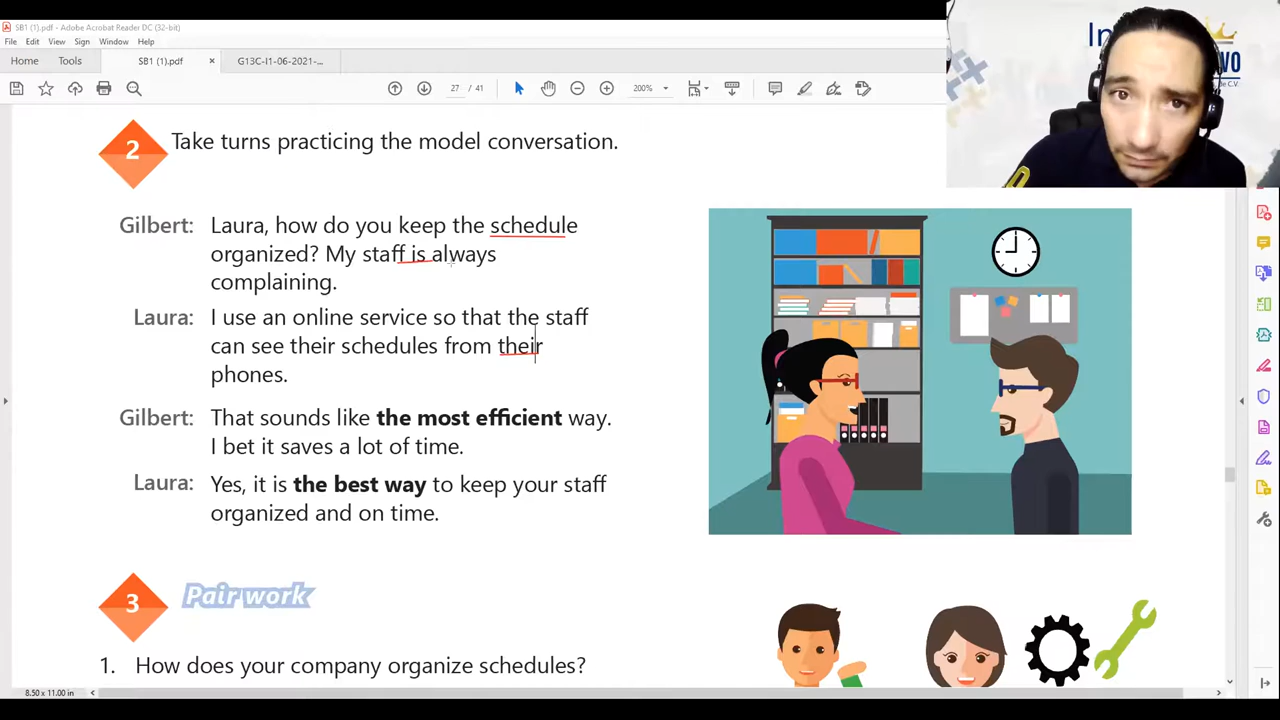 SB1 (1).pdf - Adobe Acrobat Reader DC (32-bit)
File Edit View Sign Window Help
Home Tools SB1 (1).pdf × G13C-I1-06-2021-...
27 / 41 200%
2 Take turns practicing the model conversation.
Gilbert: Laura, how do you keep the schedule
organized? My staff is always
complaining.
Laura: I use an online service so that the staff
can see their schedules from their
phones.
Gilbert: That sounds like the most efficient way.
I bet it saves a lot of time.
Laura: Yes, it is the best way to keep your staff
organized and on time.
3 Pair work
1. How does your company organize schedules?
8.50 x 11.00 in